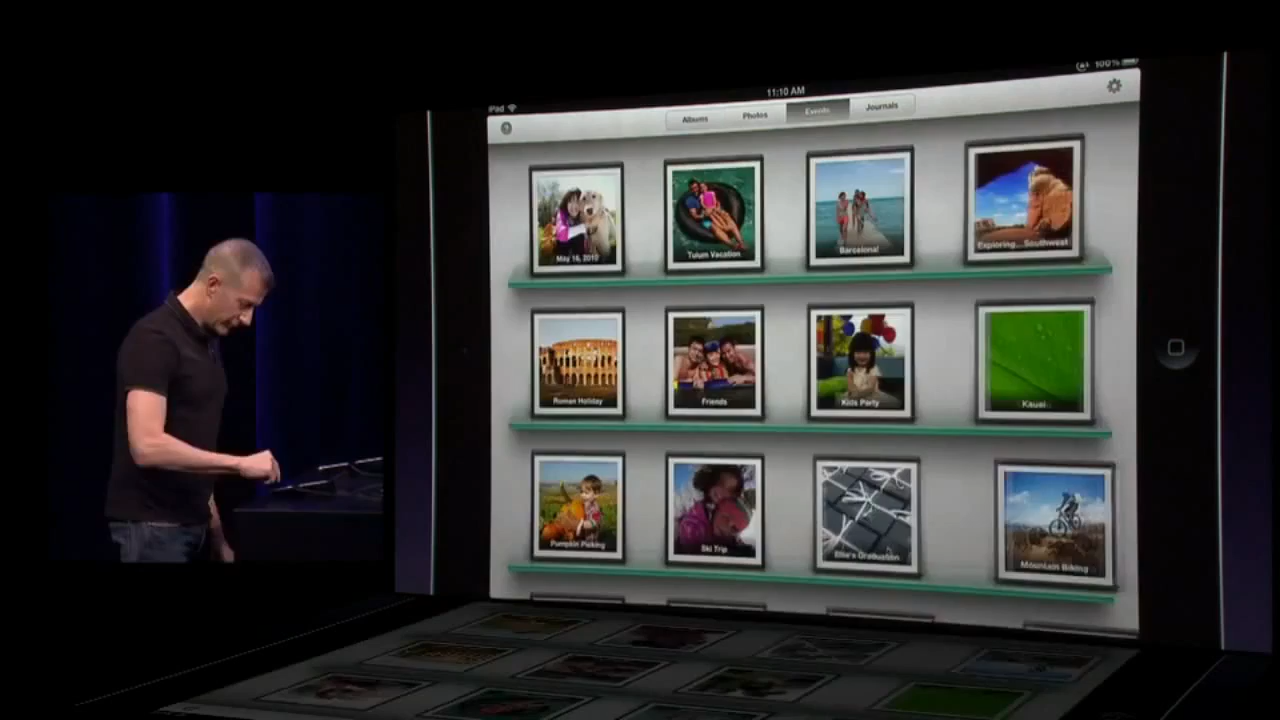 iPad
11:10 AM
100%
?
Albums
Photos
Events
Journals
May 16, 2010
Tulum Vacation
Barcelona!
Exploring... Southwest
Roman Holiday
Friends
Kids Party
Kauai
Pumpkin Picking
Ski Trip
Ellie's Graduation
Mountain Biking